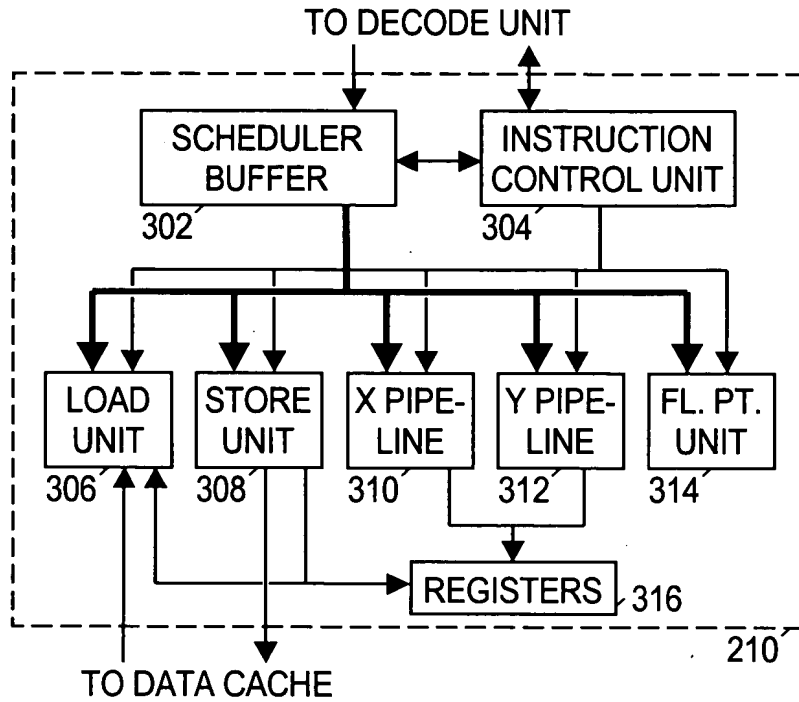 TO DECODE UNIT
SCHEDULER
BUFFER
302
INSTRUCTION
CONTROL UNIT
304
LOAD
UNIT
306
STORE
UNIT
308
X PIPE-
LINE
310
Y PIPE-
LINE
312
FL. PT.
UNIT
314
REGISTERS
316
210
TO DATA CACHE